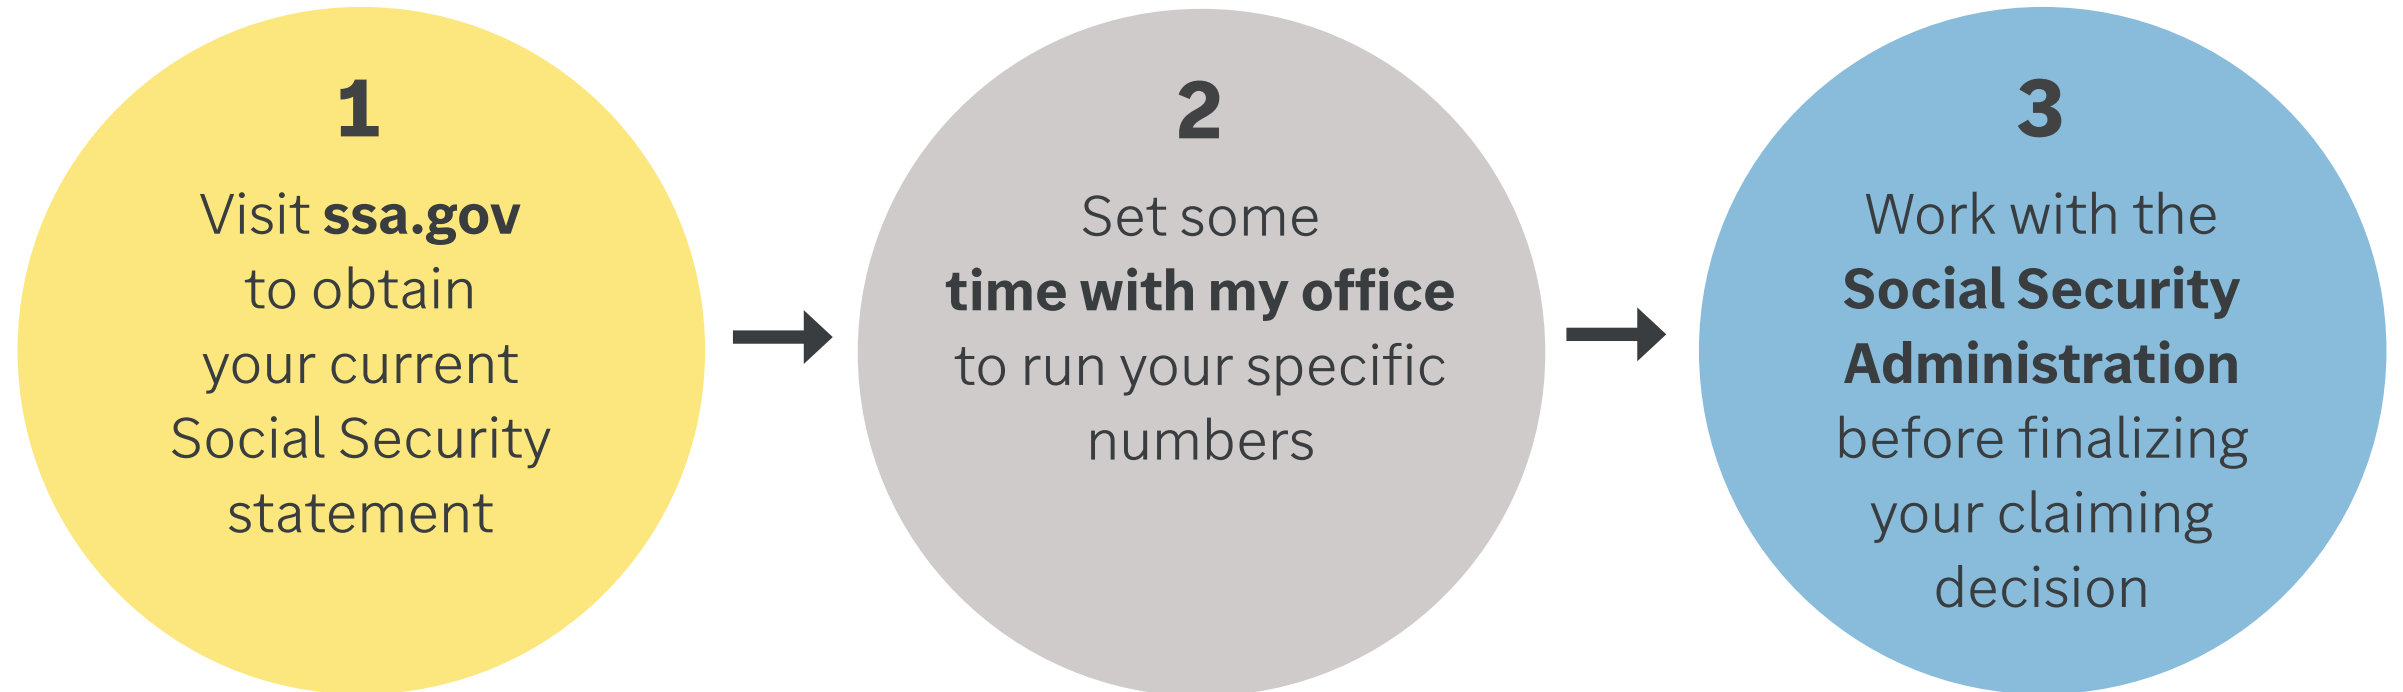 1
Visit ssa.gov
to obtain
your current
Social Security
statement
2
Set some
time with my office
to run your specific
numbers
3
Work with the
Social Security
Administration
before finalizing
your claiming
decision